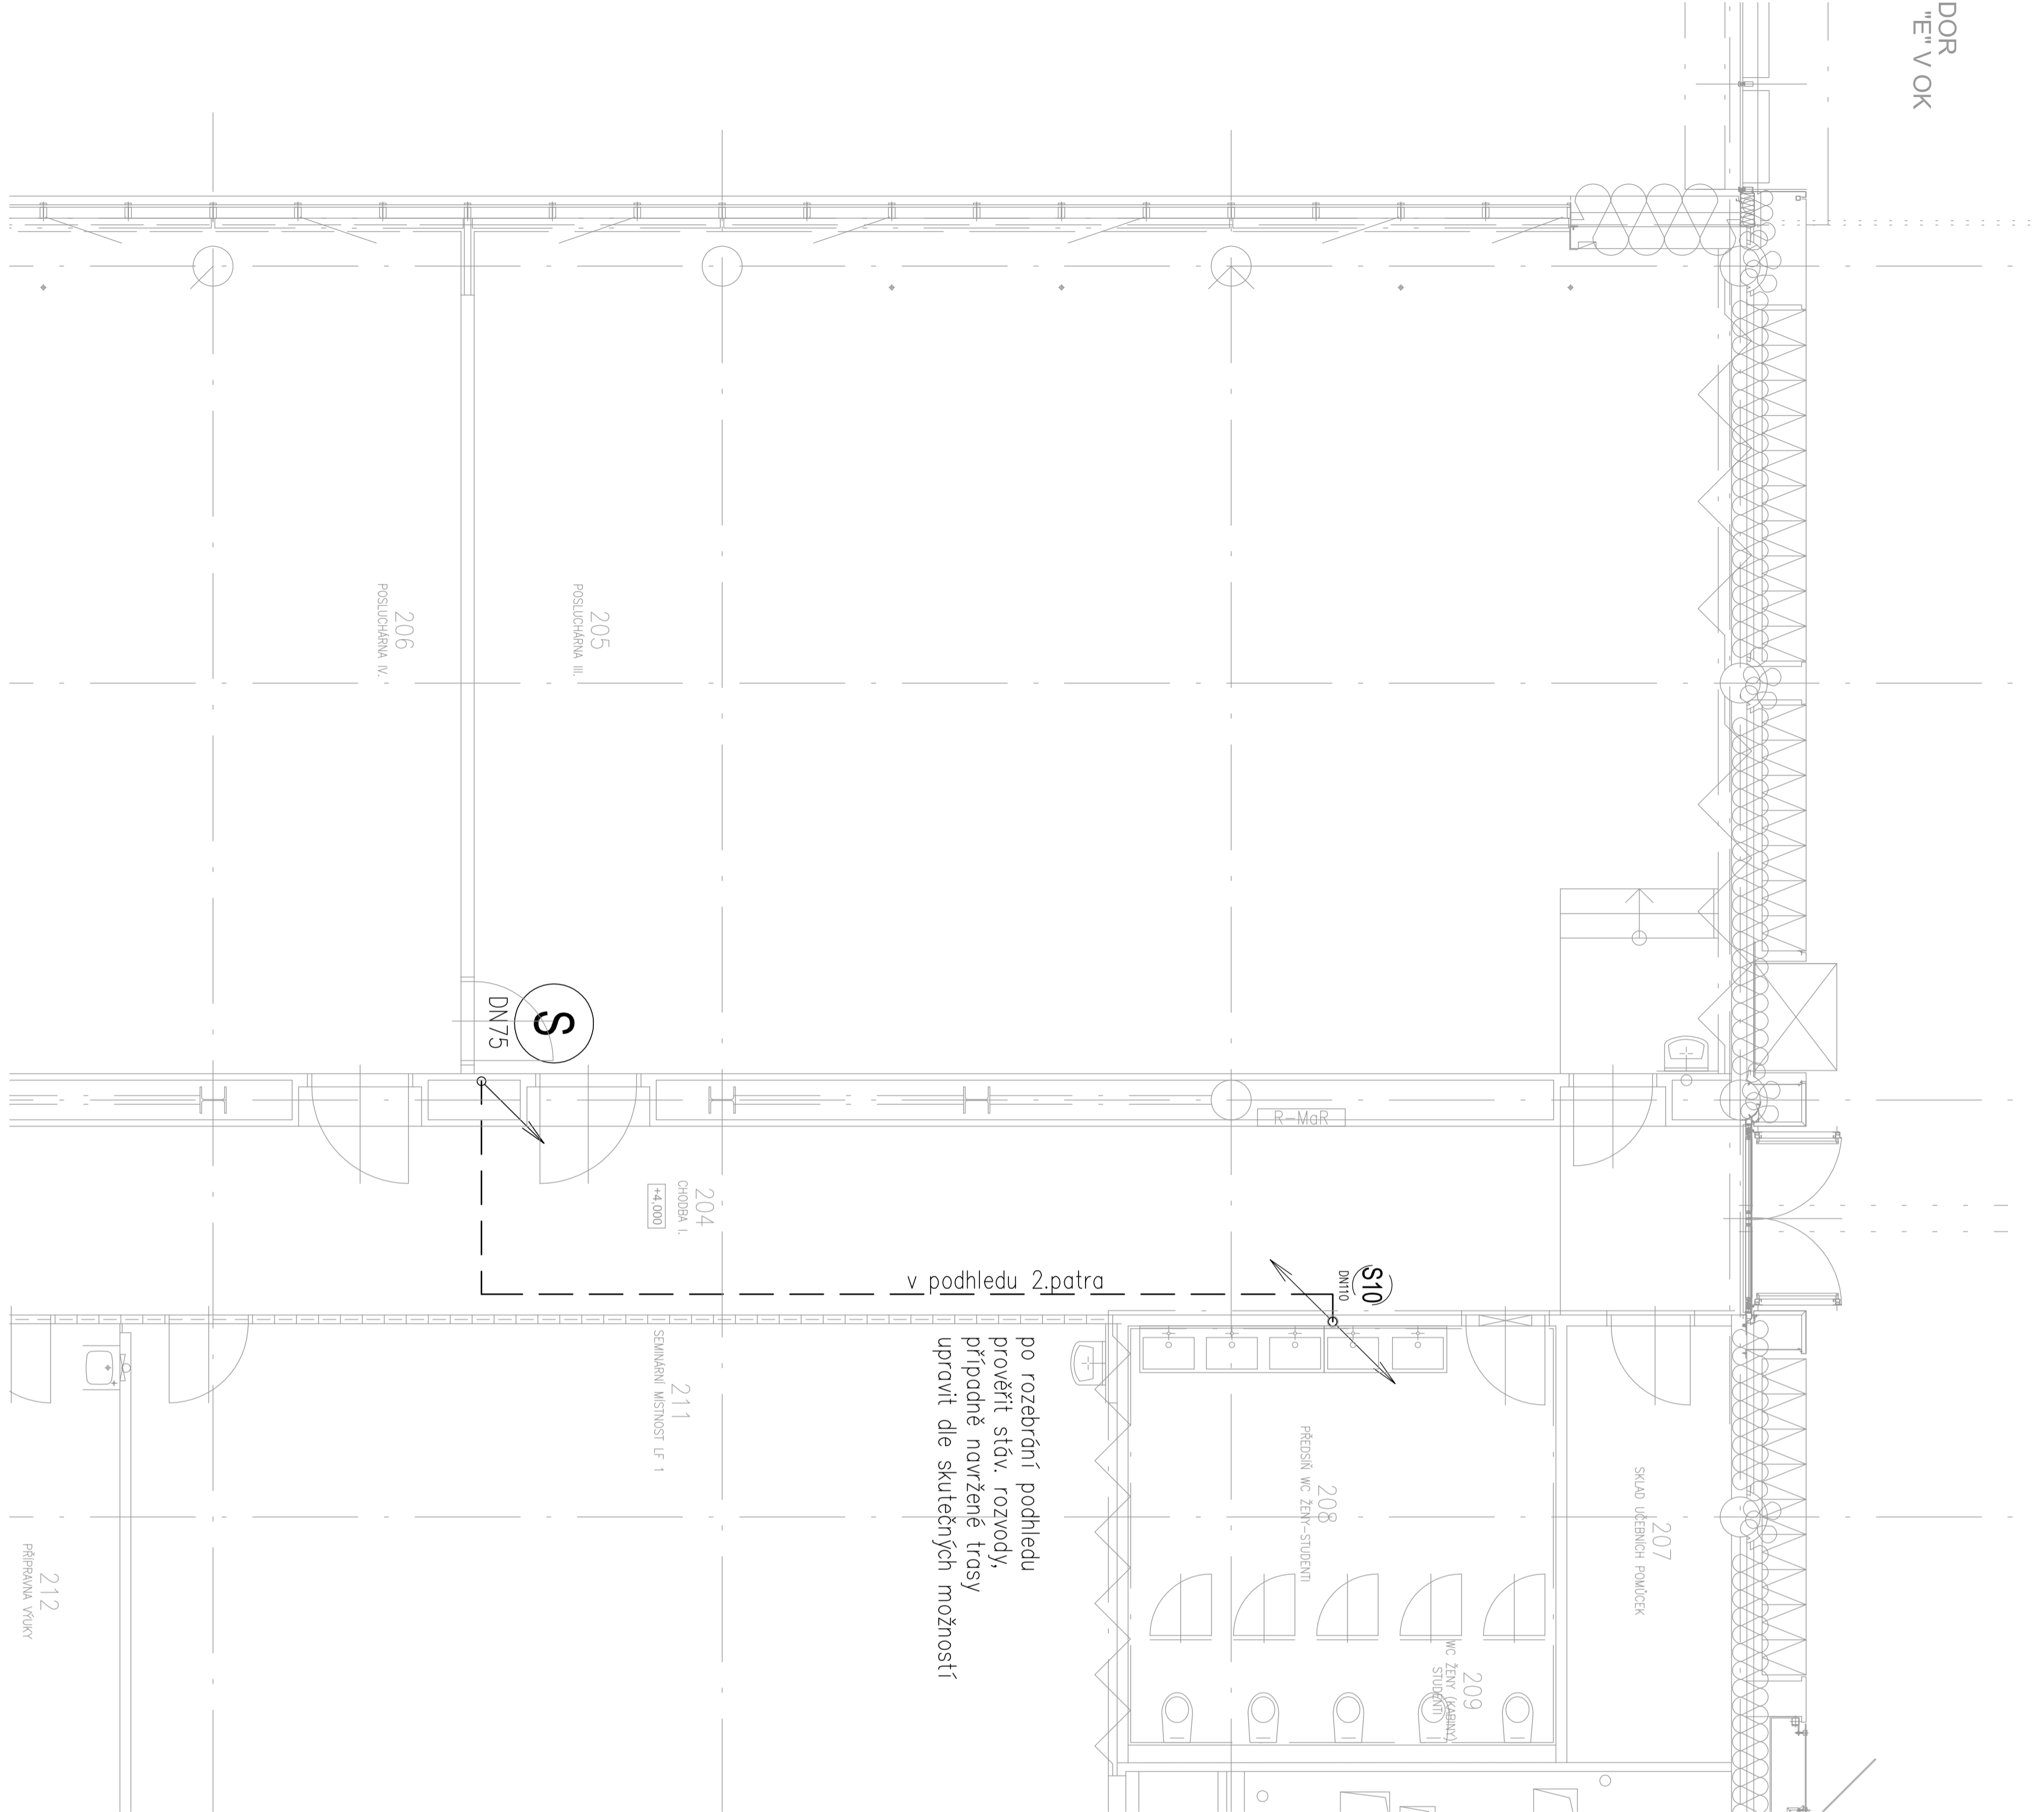 DOR
"E"V OK
206
POSLUCHÁRNA IV.
205
POSLUCHÁRNA III.
S
DN75
R-MaR
204
CHODBA I.
+4,000
v podhledu 2.patra
S10
DN110
po rozebrání podhledu
prověřit stáv. rozvody,
případně navržené trasy
upravit dle skutečných možností
211
SEMINÁRNÍ MÍSTNOST LF 1
208
PŘEDSÍŇ WC ŽENY-STUDENTI
207
SKLAD UČEBNÍCH POMŮCEK
209
WC ŽENY (KABINY)
STUDENTI
212
PŘÍPRAVNA VÝUKY